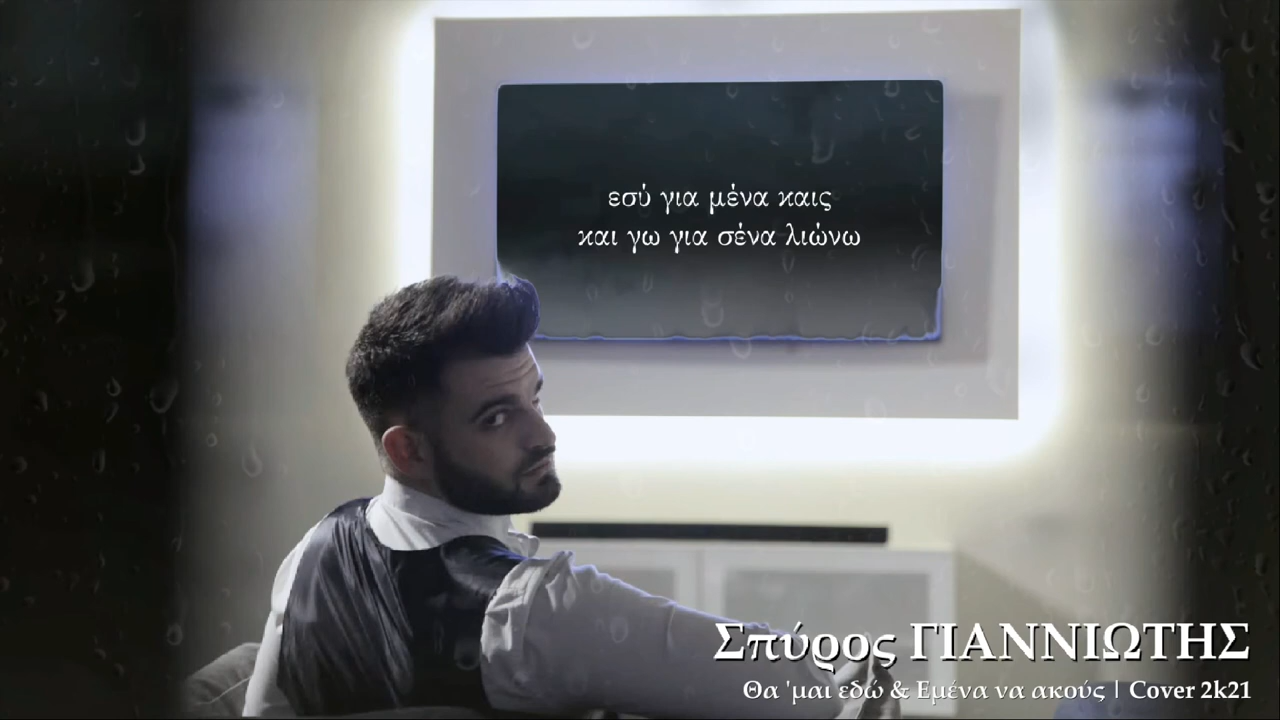 εσύ για μένα καις
και γω για σένα λιώνω
Σπύρος ΓΙΑΝΝΙΩΤΗΣ
Θα 'μαι εδώ & Εμένα να ακούς | Cover 2k21